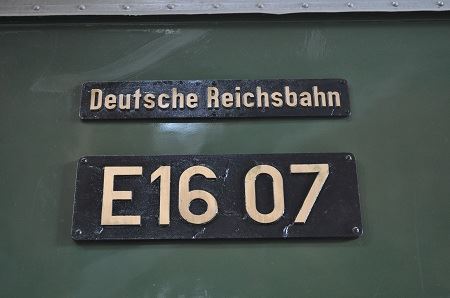 Deutsche Reichsbahn
E16 07